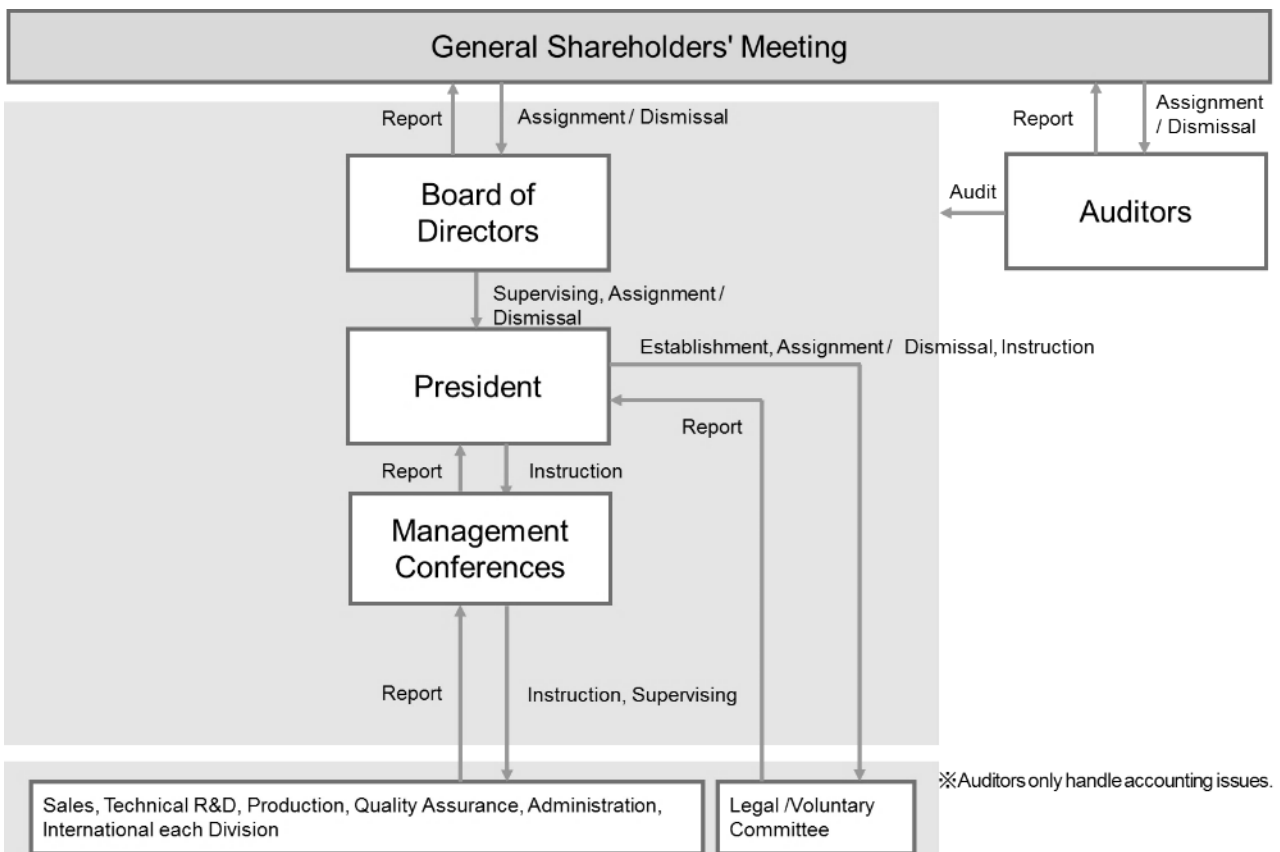 General Shareholders' Meeting
Report
Assignment / Dismissal
Report
Assignment
/ Dismissal
Board of
Directors
Audit
Auditors
Supervising, Assignment /
Dismissal
Establishment, Assignment / Dismissal, Instruction
President
Report
Report
Instruction
Management
Conferences
Report
Instruction, Supervising
※Auditors only handle accounting issues.
Sales, Technical R&D, Production, Quality Assurance, Administration,
International each Division
Legal /Voluntary
Committee